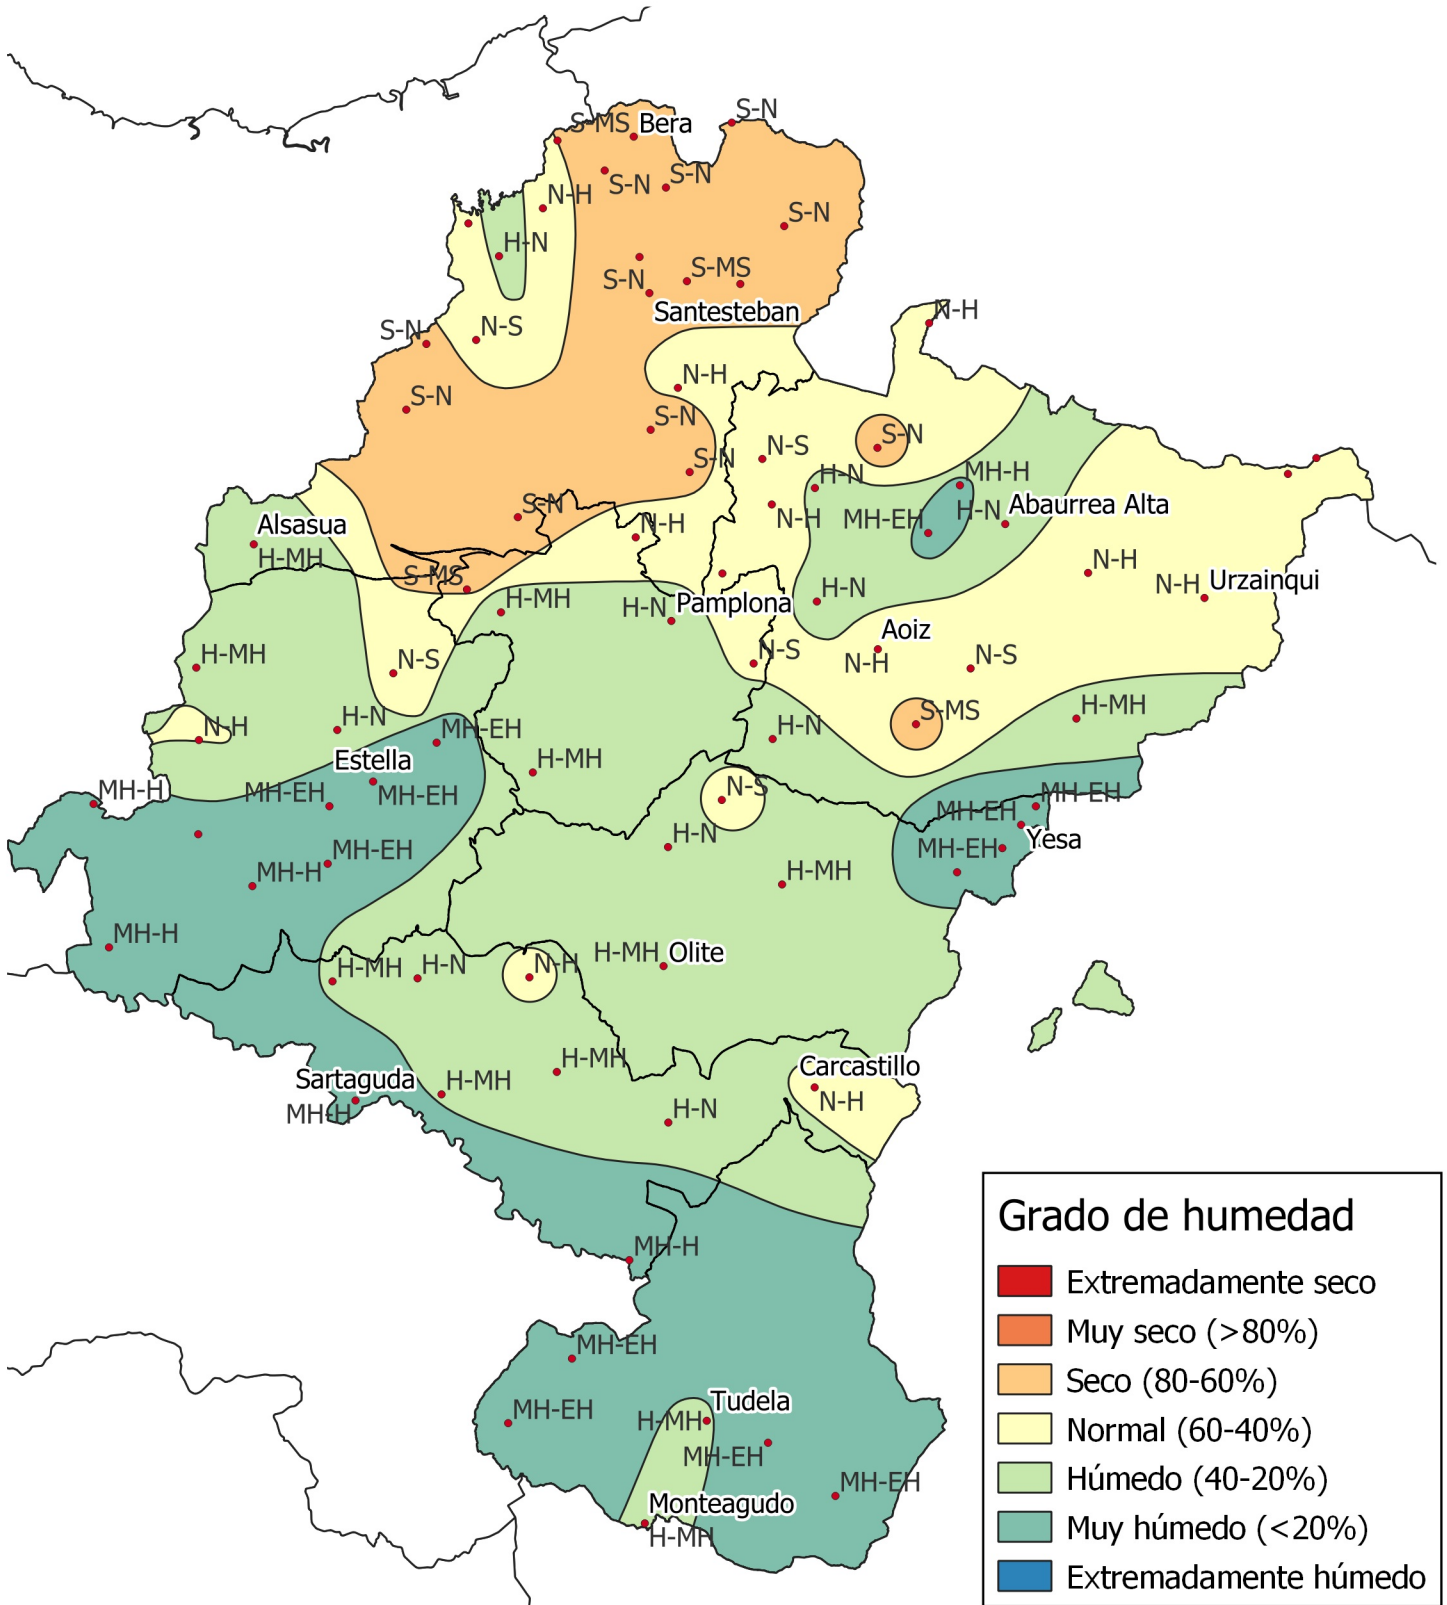 S-N
S-MS
Bera
S-N
S-N
N-H
S-N
H-N
S-N
S-MS
Santesteban
N-H
S-N
N-S
N-H
S-N
S-N
S-N
N-S
S-N
H-N
MH-H
S-N
N-H
MH-EH
H-N
Abaurrea Alta
Alsasua
N-H
H-MH
N-H
S-MS
N-H
Urzainqui
H-MH
H-N
Pamplona
H-N
Aoiz
H-MH
N-S
N-S
N-H
N-S
N-H
H-N
MH-EH
H-N
S-MS
H-MH
Estella
H-MH
MH-H
MH-EH
MH-EH
N-S
MH-EH
MH-EH
H-N
Yesa
MH-EH
MH-EH
MH-H
H-MH
MH-H
H-MH
H-N
N-H
H-MH
Olite
H-MH
Carcastillo
Sartaguda
H-MH
N-H
MH-H
H-N
MH-H
MH-EH
MH-EH
H-MH
Tudela
MH-EH
MH-EH
Monteagudo
H-MH
Grado de humedad
Extremadamente seco
Muy seco (>80%)
Seco (80-60%)
Normal (60-40%)
Húmedo (40-20%)
Muy húmedo (<20%)
Extremadamente húmedo